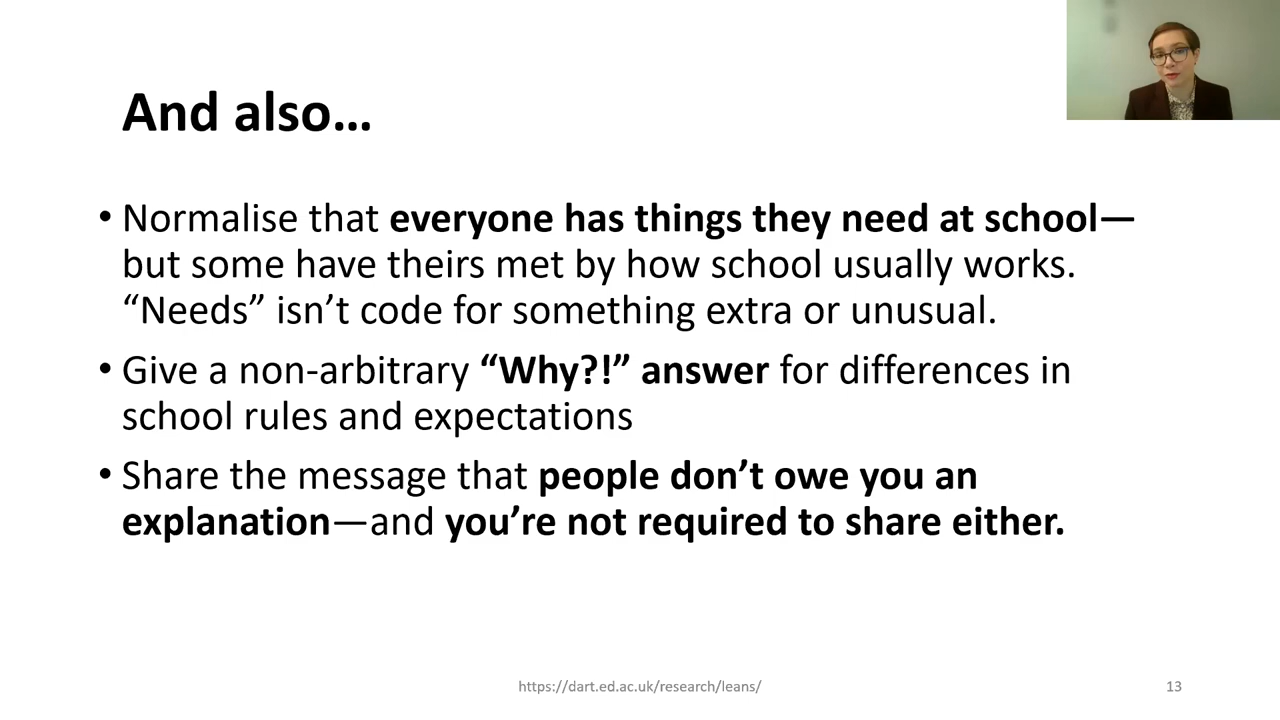 And also…
• Normalise that everyone has things they need at school—
but some have theirs met by how school usually works.
“Needs” isn’t code for something extra or unusual.
• Give a non-arbitrary “Why?!” answer for differences in
school rules and expectations
• Share the message that people don’t owe you an
explanation—and you’re not required to share either.
https://dart.ed.ac.uk/research/leans/
13